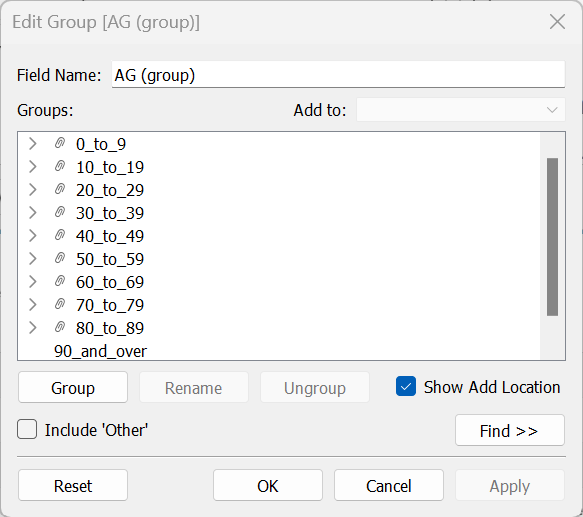 Edit Group [AG (group)]
Field Name: AG (group)
Groups: Add to:
0_to_9
10_to_19
20_to_29
30_to_39
40_to_49
50_to_59
60_to_69
70_to_79
80_to_89
90_and_over
Group Rename Ungroup Show Add Location
Include 'Other' Find >>
Reset OK Cancel Apply